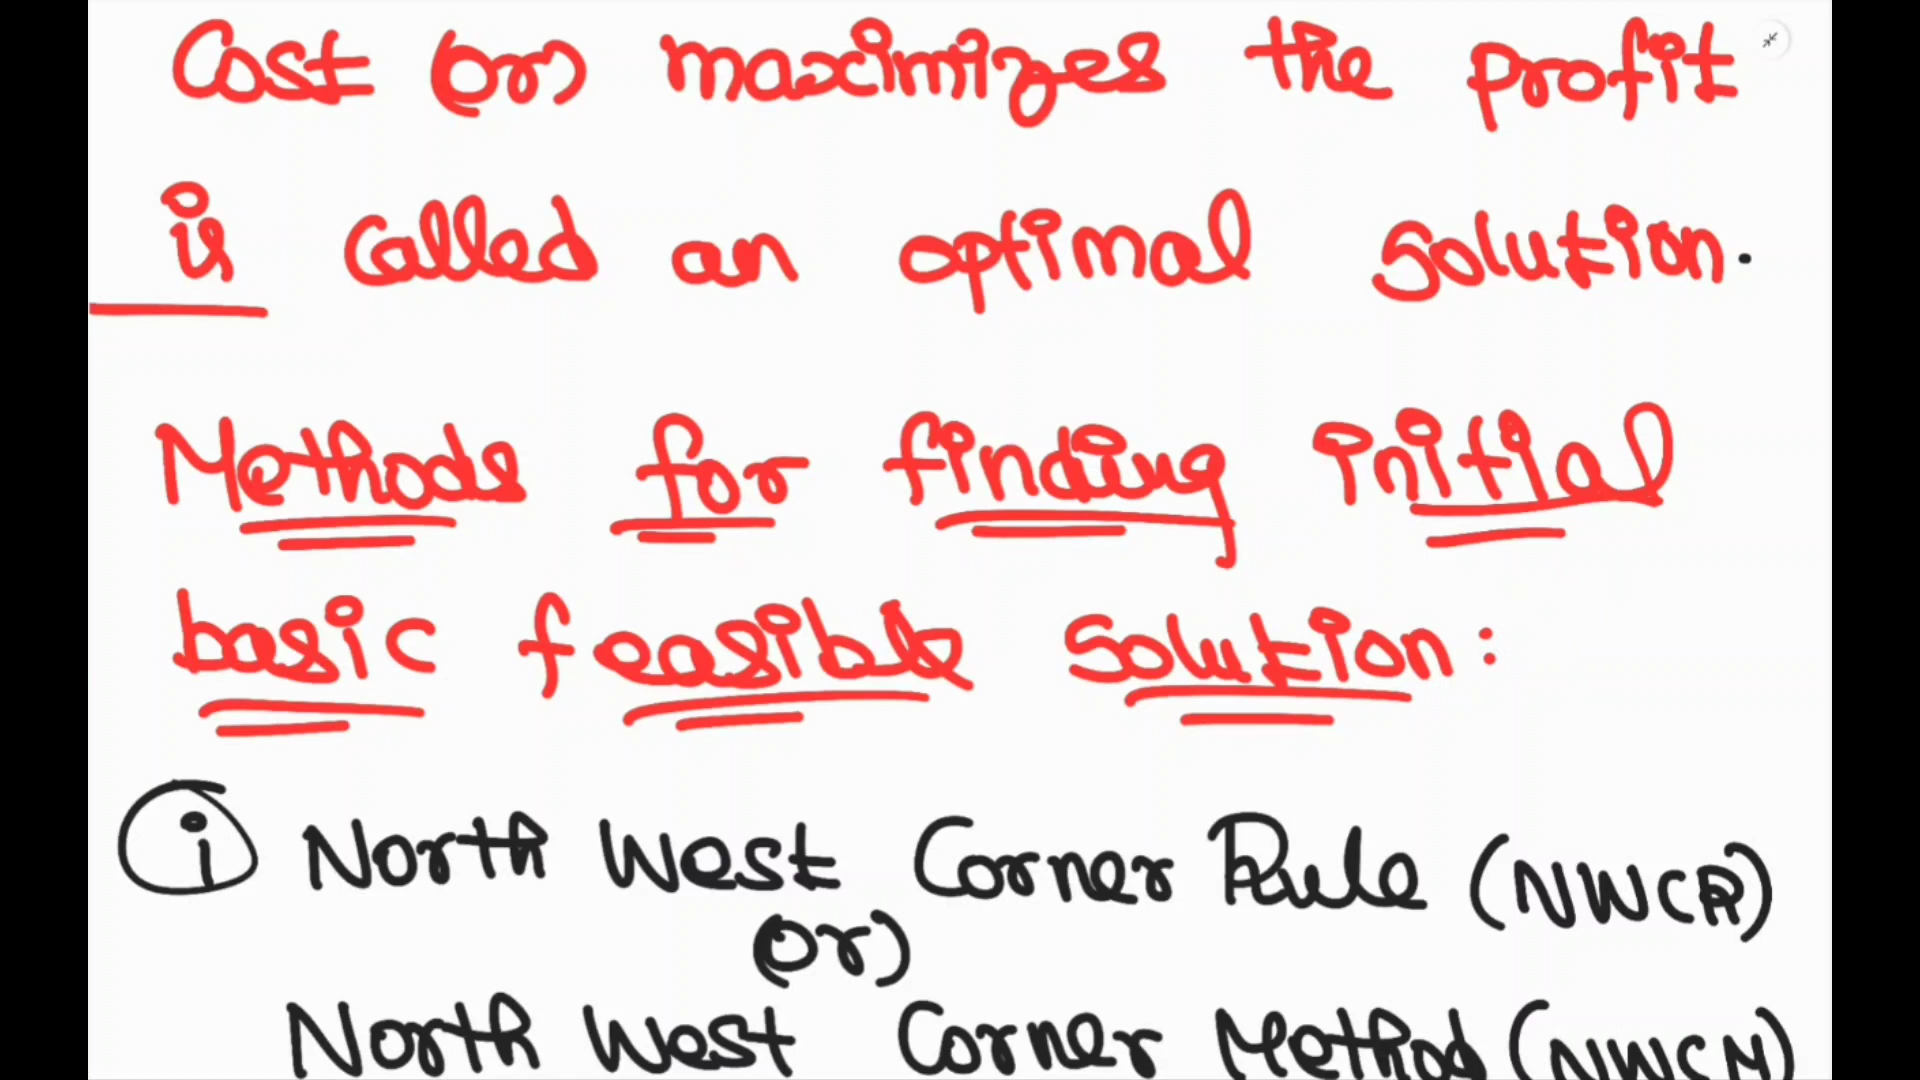 Cost (or) maximizes the profit
is called an optimal solution.
Methods for finding initial
basic feasible solution:
i North West Corner Rule (NWCR)
(or)
North West Corner Method (NWCM)